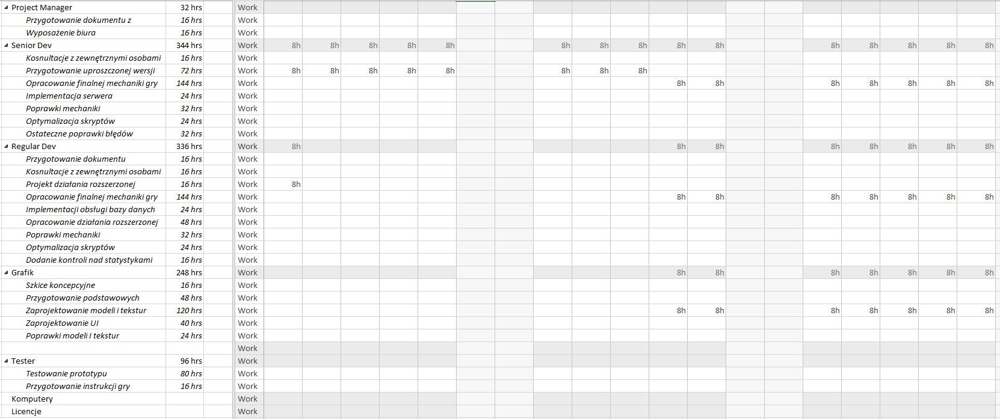 Project Manager 32 hrs Work
Przygotowanie dokumentu z 16 hrs Work
Wyposażenie biura 16 hrs Work
Senior Dev 344 hrs Work 8h 8h 8h 8h 8h 8h 8h 8h 8h 8h 8h 8h 8h 8h 8h
Kosnultacje z zewnętrznymi osobami 16 hrs Work
Przygotowanie uproszczonej wersji 72 hrs Work 8h 8h 8h 8h 8h 8h 8h 8h
Opracowanie finalnej mechaniki gry 144 hrs Work 8h 8h 8h 8h 8h 8h 8h
Implementacja serwera 24 hrs Work
Poprawki mechaniki 32 hrs Work
Optymalizacja skryptów 24 hrs Work
Ostateczne poprawki błędów 32 hrs Work
Regular Dev 336 hrs Work 8h 8h 8h 8h 8h 8h 8h 8h
Przygotowanie dokumentu 16 hrs Work
Kosnultacje z zewnętrznymi osobami 16 hrs Work
Projekt działania rozszerzonej 16 hrs Work 8h
Opracowanie finalnej mechaniki gry 144 hrs Work 8h 8h 8h 8h 8h 8h 8h
Implementacji obsługi bazy danych 24 hrs Work
Opracowanie działania rozszerzonej 48 hrs Work
Poprawki mechaniki 32 hrs Work
Optymalizacja skryptów 24 hrs Work
Dodanie kontroli nad statystykami 16 hrs Work
Grafik 248 hrs Work 8h 8h 8h 8h 8h 8h 8h
Szkice koncepcyjne 16 hrs Work
Przygotowanie podstawowych 48 hrs Work
Zaprojektowanie modeli i tekstur 120 hrs Work 8h 8h 8h 8h 8h 8h 8h
Zaprojektowanie UI 40 hrs Work
Poprawki modeli I tekstur 24 hrs Work
Work
Tester 96 hrs Work
Testowanie prototypu 80 hrs Work
Przygotowanie instrukcji gry 16 hrs Work
Komputery Work
Licencje Work